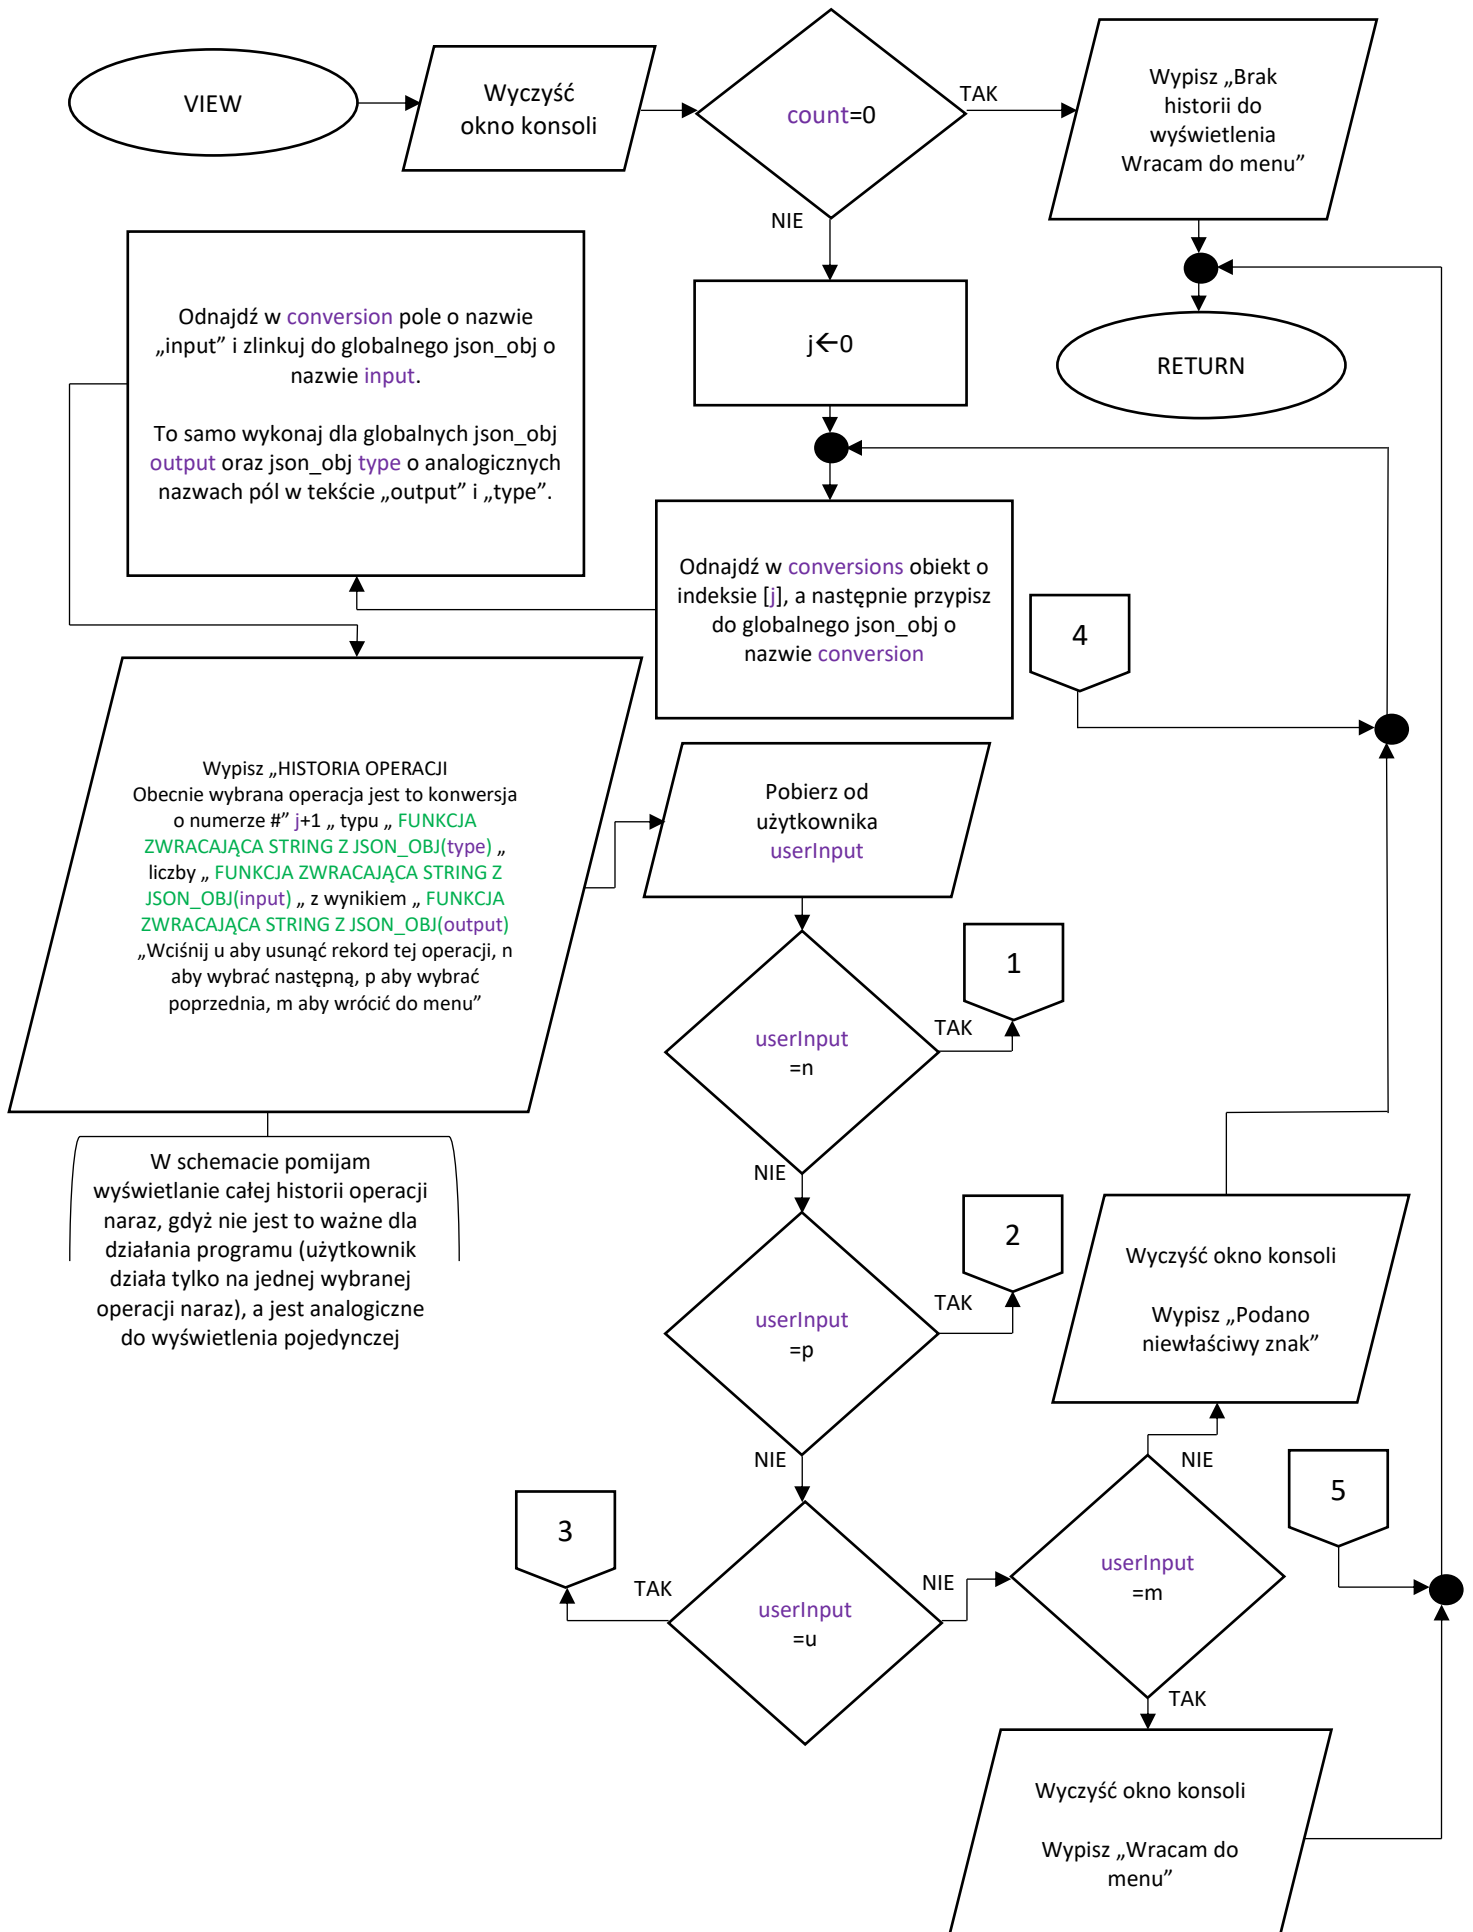 VIEW
Wyczyść
okno konsoli
count=0
TAK
Wypisz „Brak
historii do
wyświetlenia
Wracam do menu”
NIE
RETURN
j←0
Odnajdź w conversion pole o nazwie
„input” i zlinkuj do globalnego json_obj o
nazwie input.
To samo wykonaj dla globalnych json_obj
output oraz json_obj type o analogicznych
nazwach pól w tekście „output” i „type”.
Odnajdź w conversions obiekt o
indeksie [j], a następnie przypisz
do globalnego json_obj o
nazwie conversion
4
Wypisz „HISTORIA OPERACJI
Obecnie wybrana operacja jest to konwersja
o numerze #” j+1 „ typu „ FUNKCJA
ZWRACAJĄCA STRING Z JSON_OBJ(type) „
liczby „ FUNKCJA ZWRACAJĄCA STRING Z
JSON_OBJ(input) „ z wynikiem „ FUNKCJA
ZWRACAJĄCA STRING Z JSON_OBJ(output)
„Wciśnij u aby usunąć rekord tej operacji, n
aby wybrać następną, p aby wybrać
poprzednia, m aby wrócić do menu”
Pobierz od
użytkownika
userInput
1
userInput
=n
TAK
NIE
W schemacie pomijam
wyświetlanie całej historii operacji
naraz, gdyż nie jest to ważne dla
działania programu (użytkownik
działa tylko na jednej wybranej
operacji naraz), a jest analogiczne
do wyświetlenia pojedynczej
2
userInput
=p
TAK
NIE
Wyczyść okno konsoli
Wypisz „Podano
niewłaściwy znak”
NIE
5
3
TAK
userInput
=u
NIE
userInput
=m
TAK
Wyczyść okno konsoli
Wypisz „Wracam do
menu”